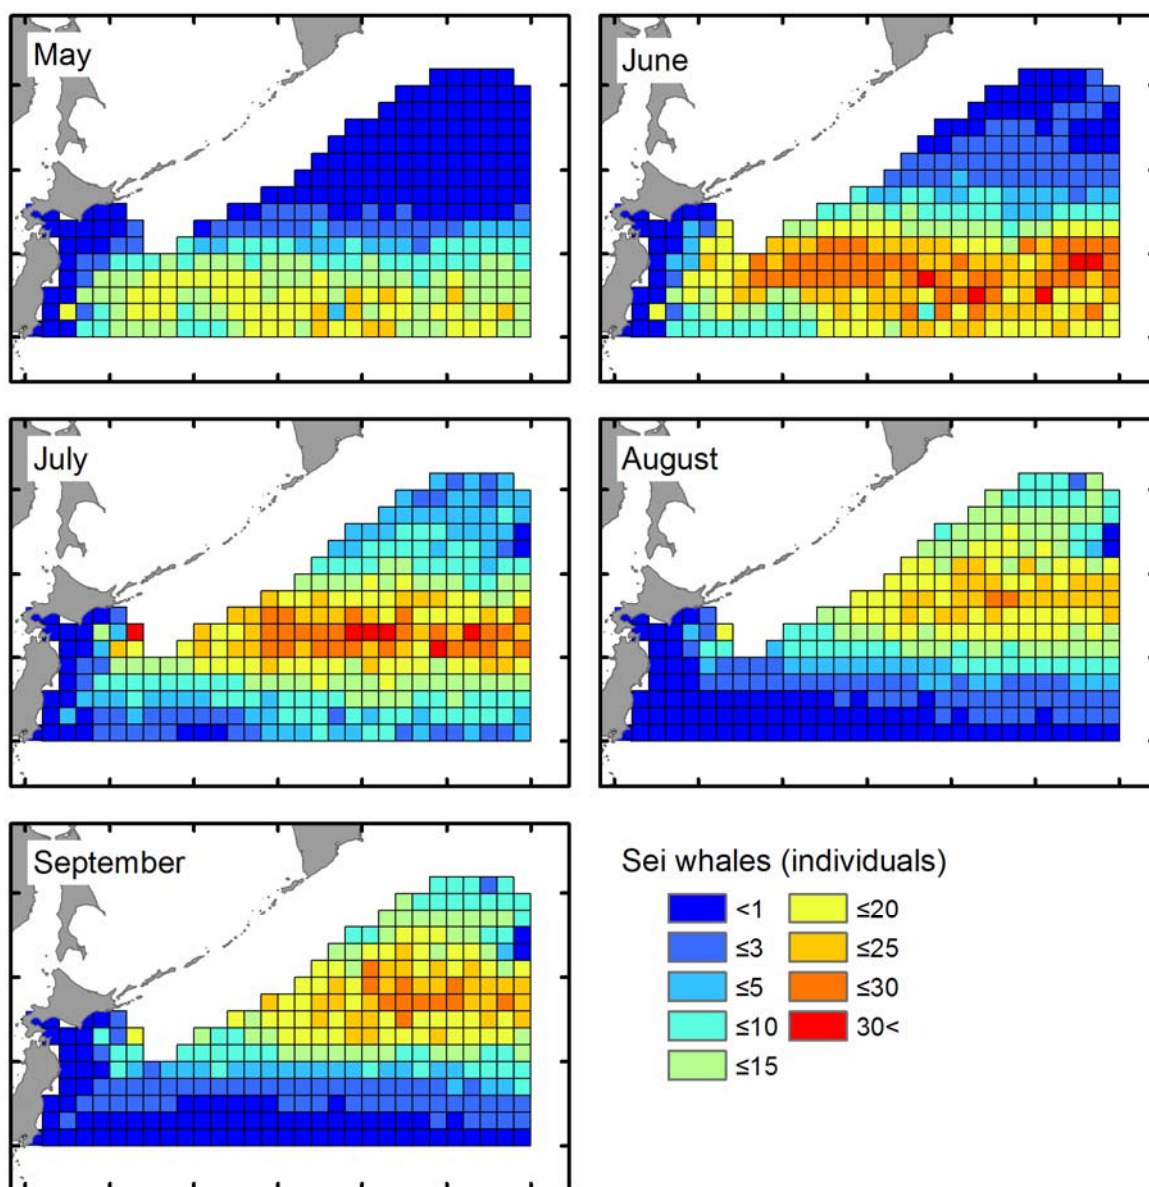 May
June
July
August
September
Sei whales (individuals)
<1
≤20
≤3
≤25
≤5
≤30
≤10
30<
≤15